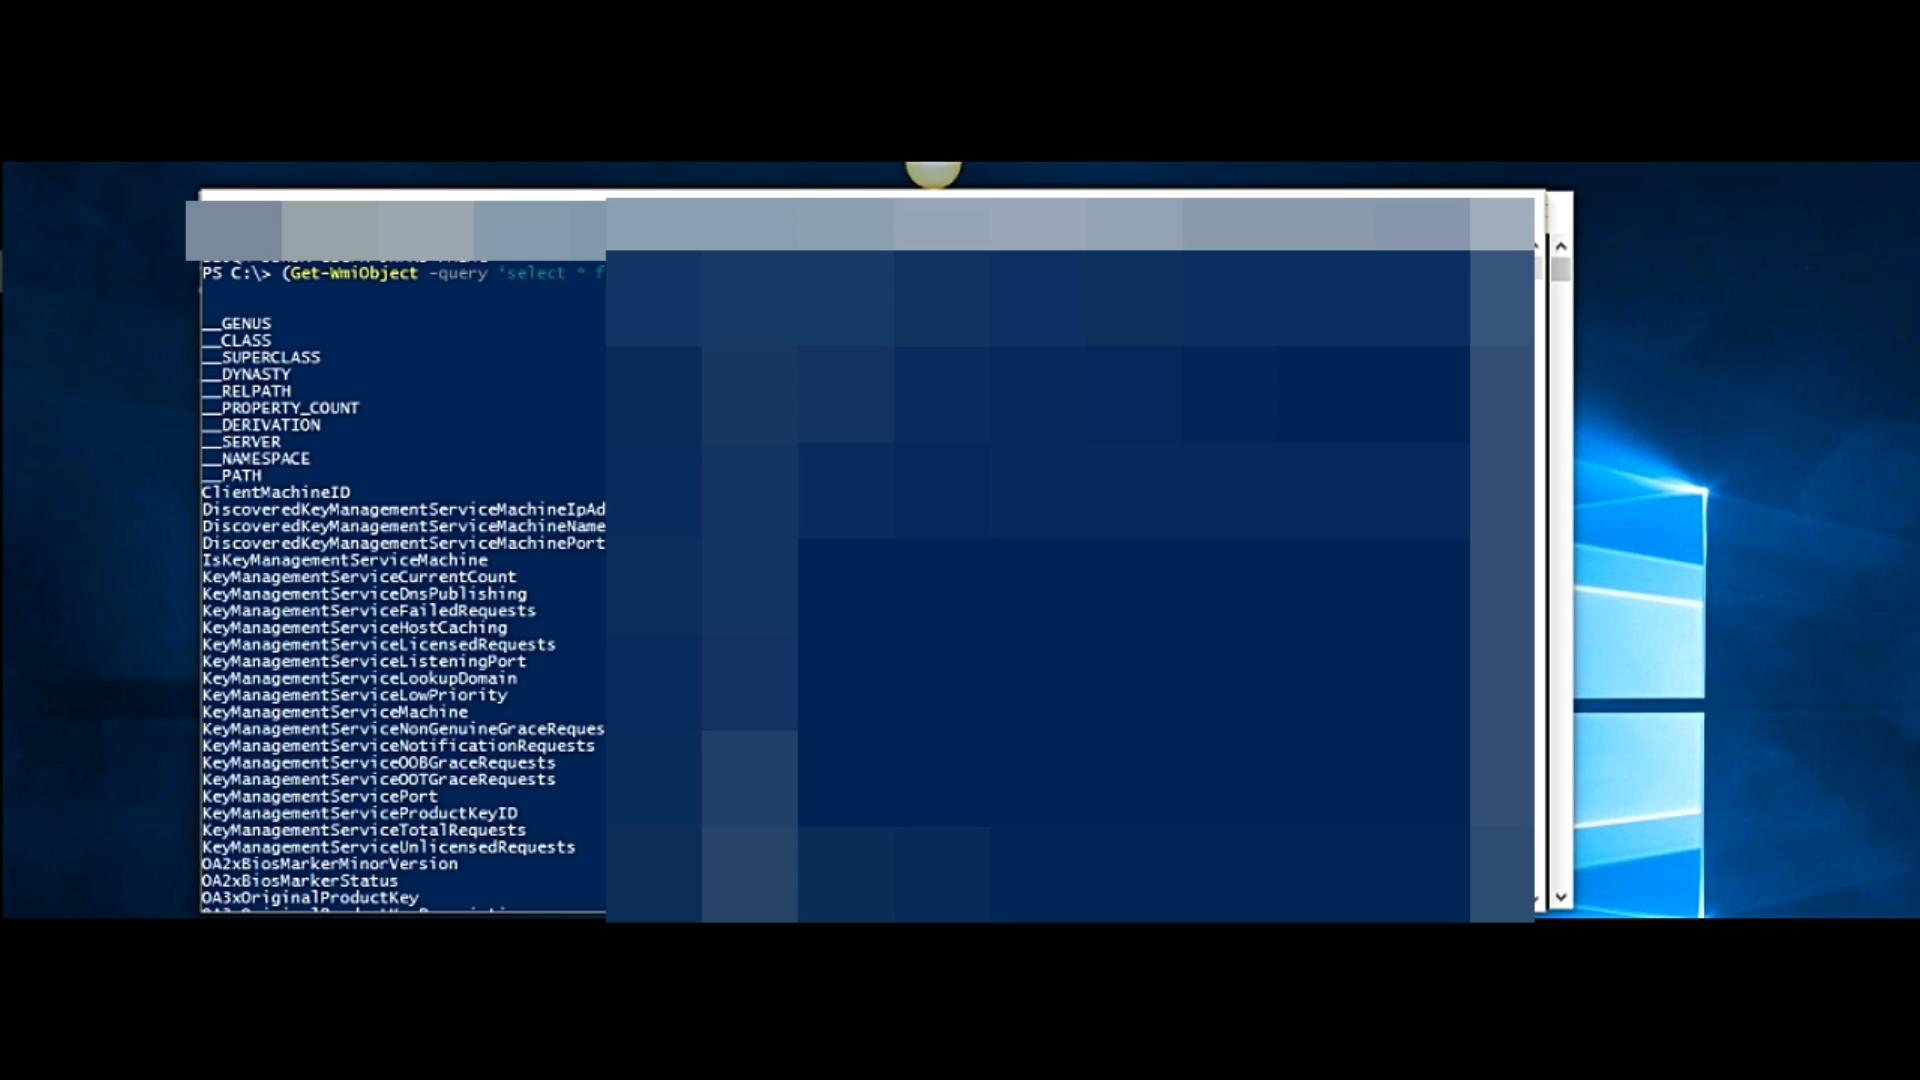 PS C:\> (Get-WmiObject -query 'select * f
__GENUS
__CLASS
__SUPERCLASS
__DYNASTY
__RELPATH
__PROPERTY_COUNT
__DERIVATION
__SERVER
__NAMESPACE
__PATH
ClientMachineID
DiscoveredKeyManagementServiceMachineIpAd
DiscoveredKeyManagementServiceMachineName
DiscoveredKeyManagementServiceMachinePort
IsKeyManagementServiceMachine
KeyManagementServiceCurrentCount
KeyManagementServiceDnsPublishing
KeyManagementServiceFailedRequests
KeyManagementServiceHostCaching
KeyManagementServiceLicensedRequests
KeyManagementServiceListeningPort
KeyManagementServiceLookupDomain
KeyManagementServiceLowPriority
KeyManagementServiceMachine
KeyManagementServiceNonGenuineGraceReques
KeyManagementServiceNotificationRequests
KeyManagementServiceOOBGraceRequests
KeyManagementServiceOOTGraceRequests
KeyManagementServicePort
KeyManagementServiceProductKeyID
KeyManagementServiceTotalRequests
KeyManagementServiceUnlicensedRequests
OA2xBiosMarkerMinorVersion
OA2xBiosMarkerStatus
OA3xOriginalProductKey